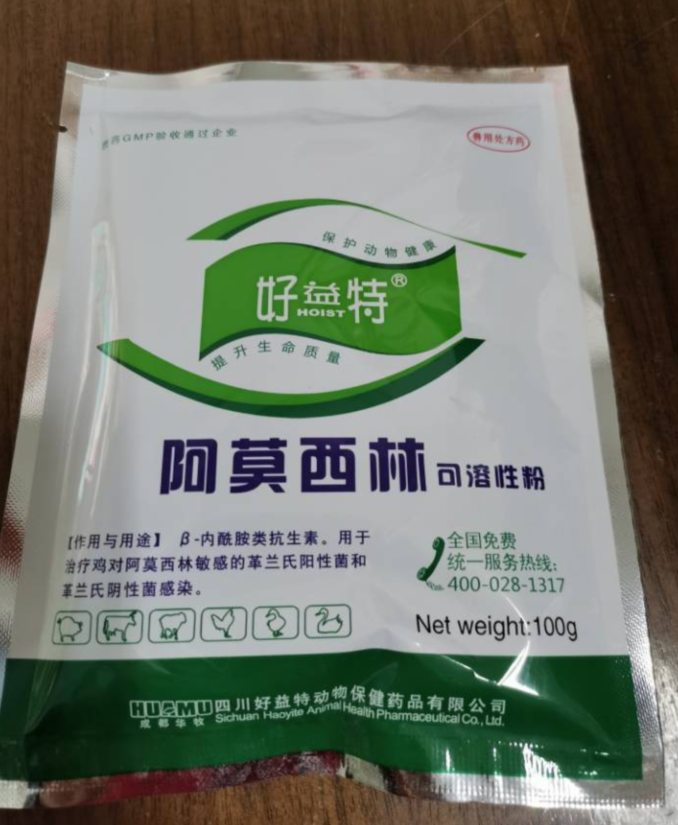 兽药GMP验收通过企业
兽用处方药
保护动物健康
好益特®
HOIST
提升生命质量
阿莫西林可溶性粉
【作用与用途】 β-内酰胺类抗生素。用于
治疗鸡对阿莫西林敏感的革兰氏阳性菌和
革兰氏阴性菌感染。
全国免费
统一服务热线:
400-028-1317
Net weight:100g
HUAMU
成都华牧
四川好益特动物保健药品有限公司
Sichuan Haoyite Animal Health Pharmaceutical Co., Ltd.